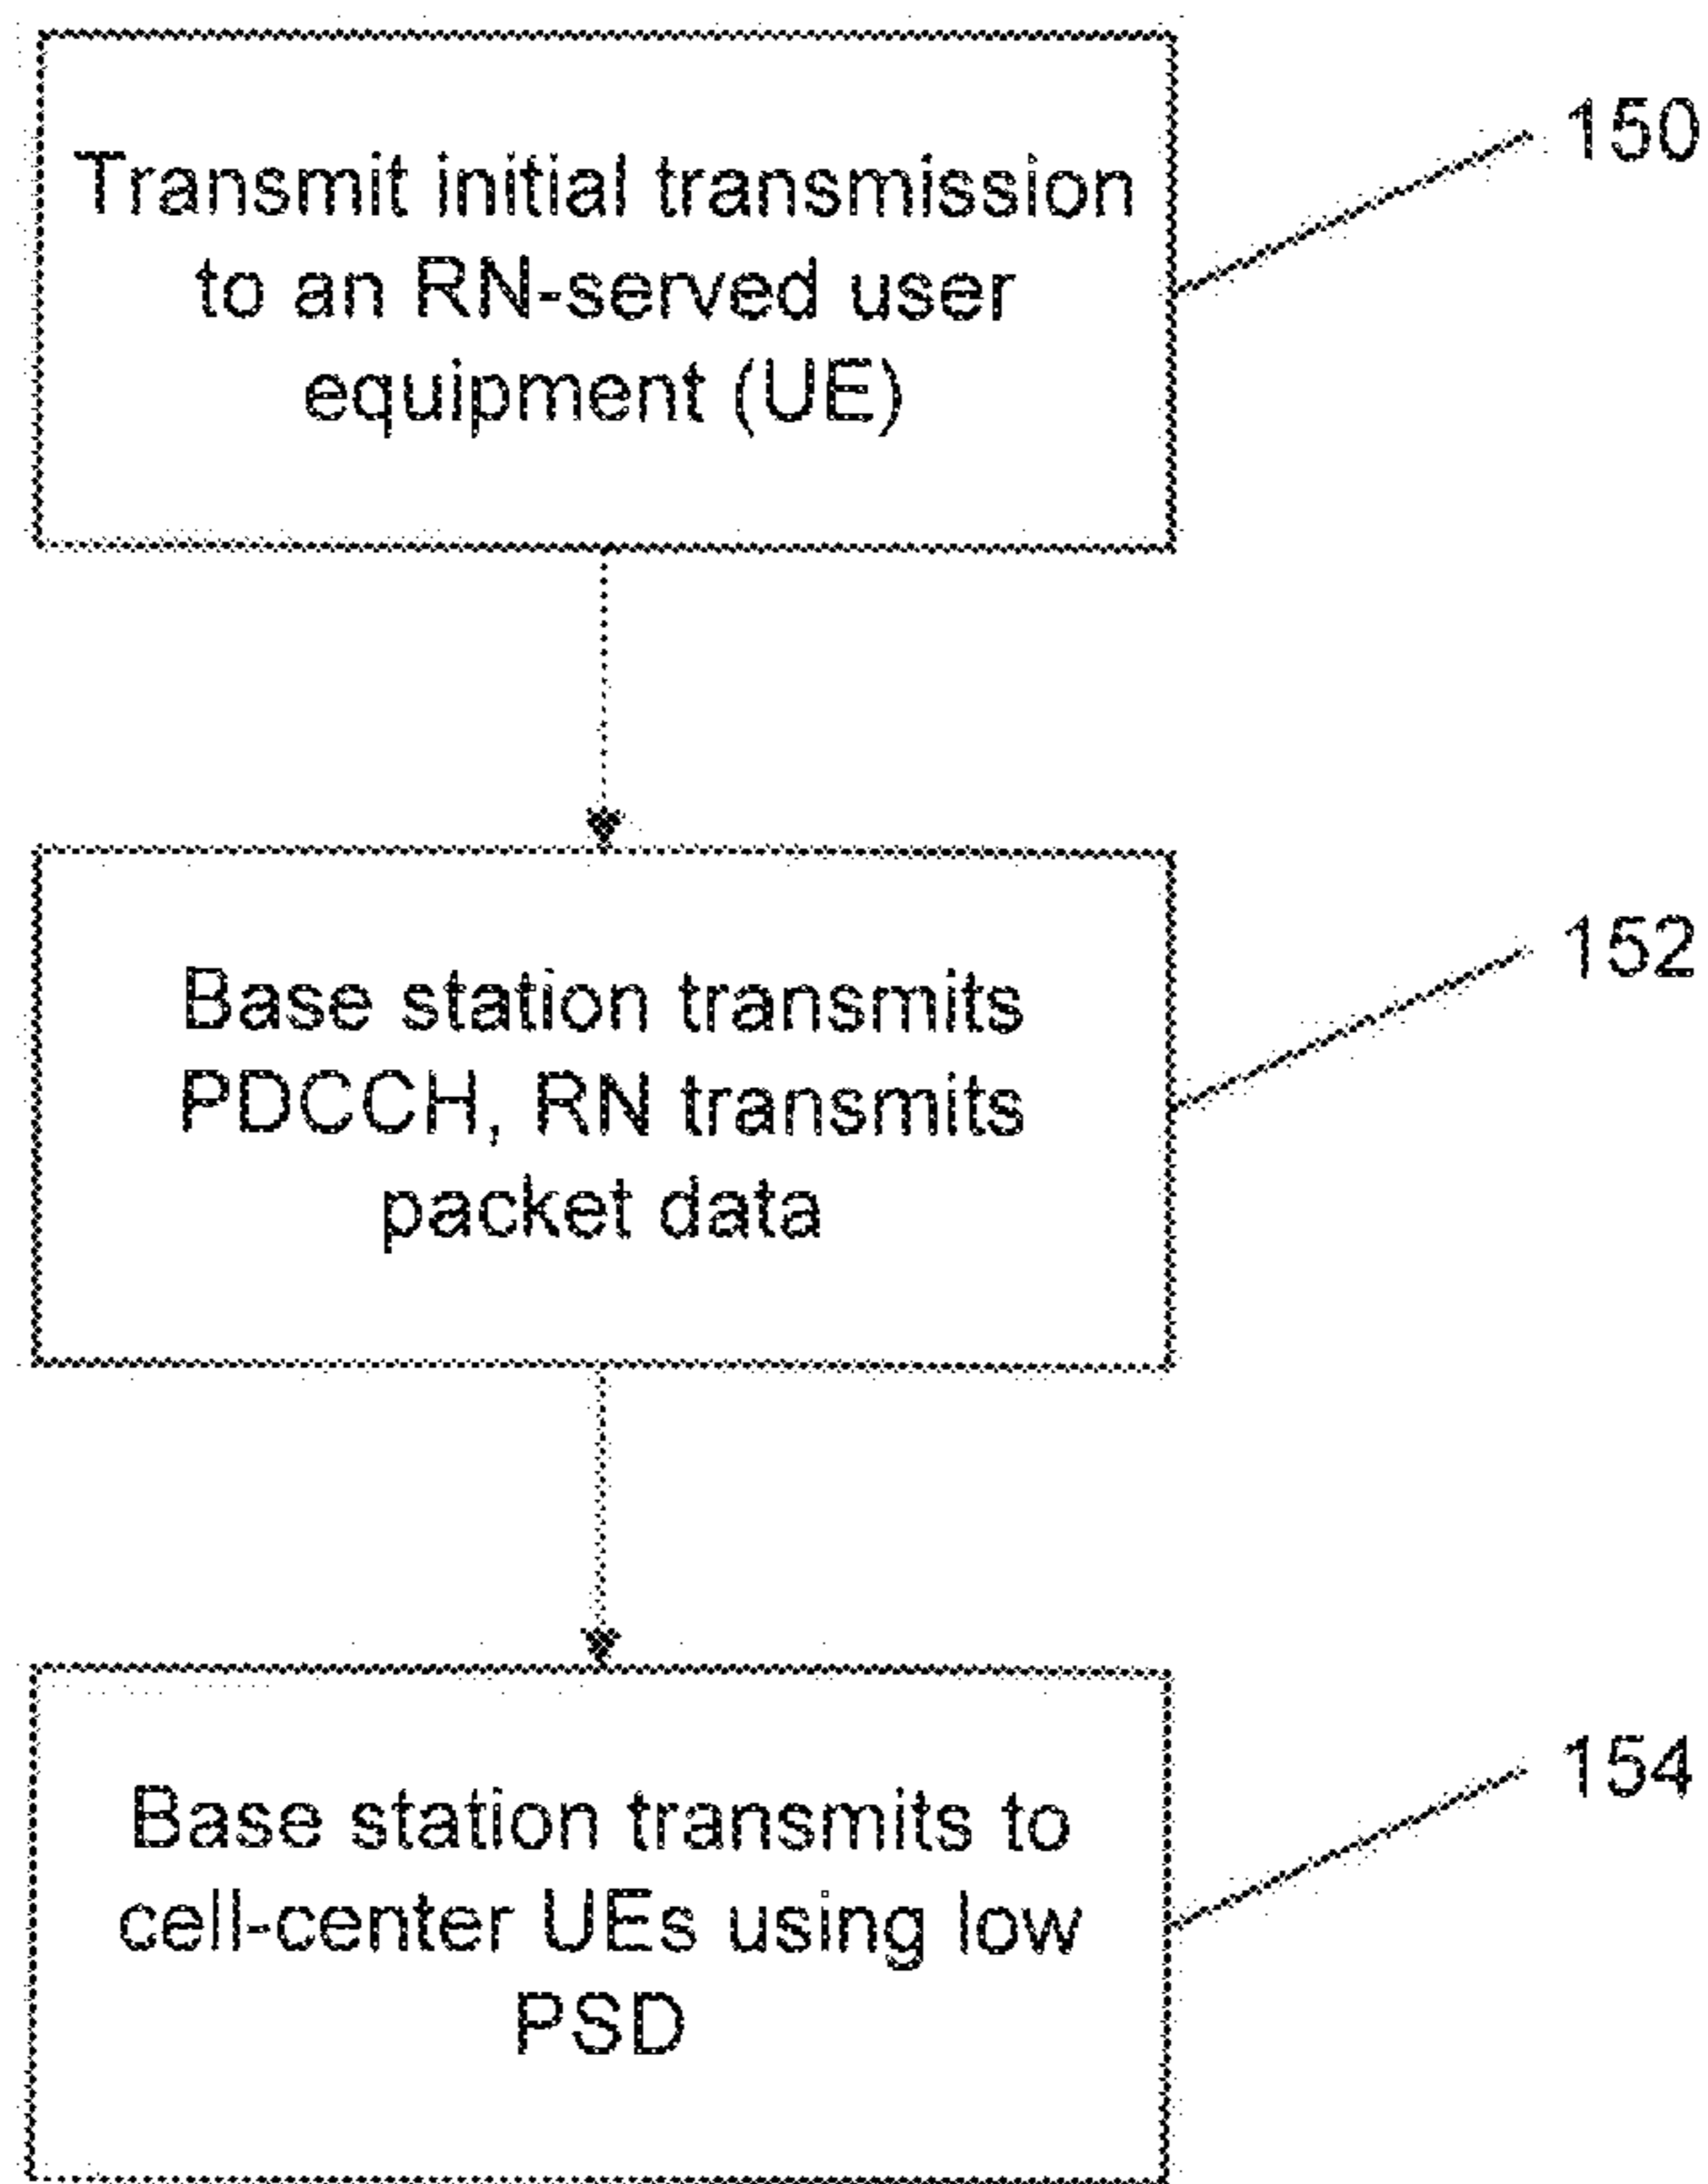 Transmit initial transmission
to an RN-served user
equipment (UE)
150
Base station transmits
PDCCH, RN transmits
packet data
152
Base station transmits to
cell-center UEs using low
PSD
154